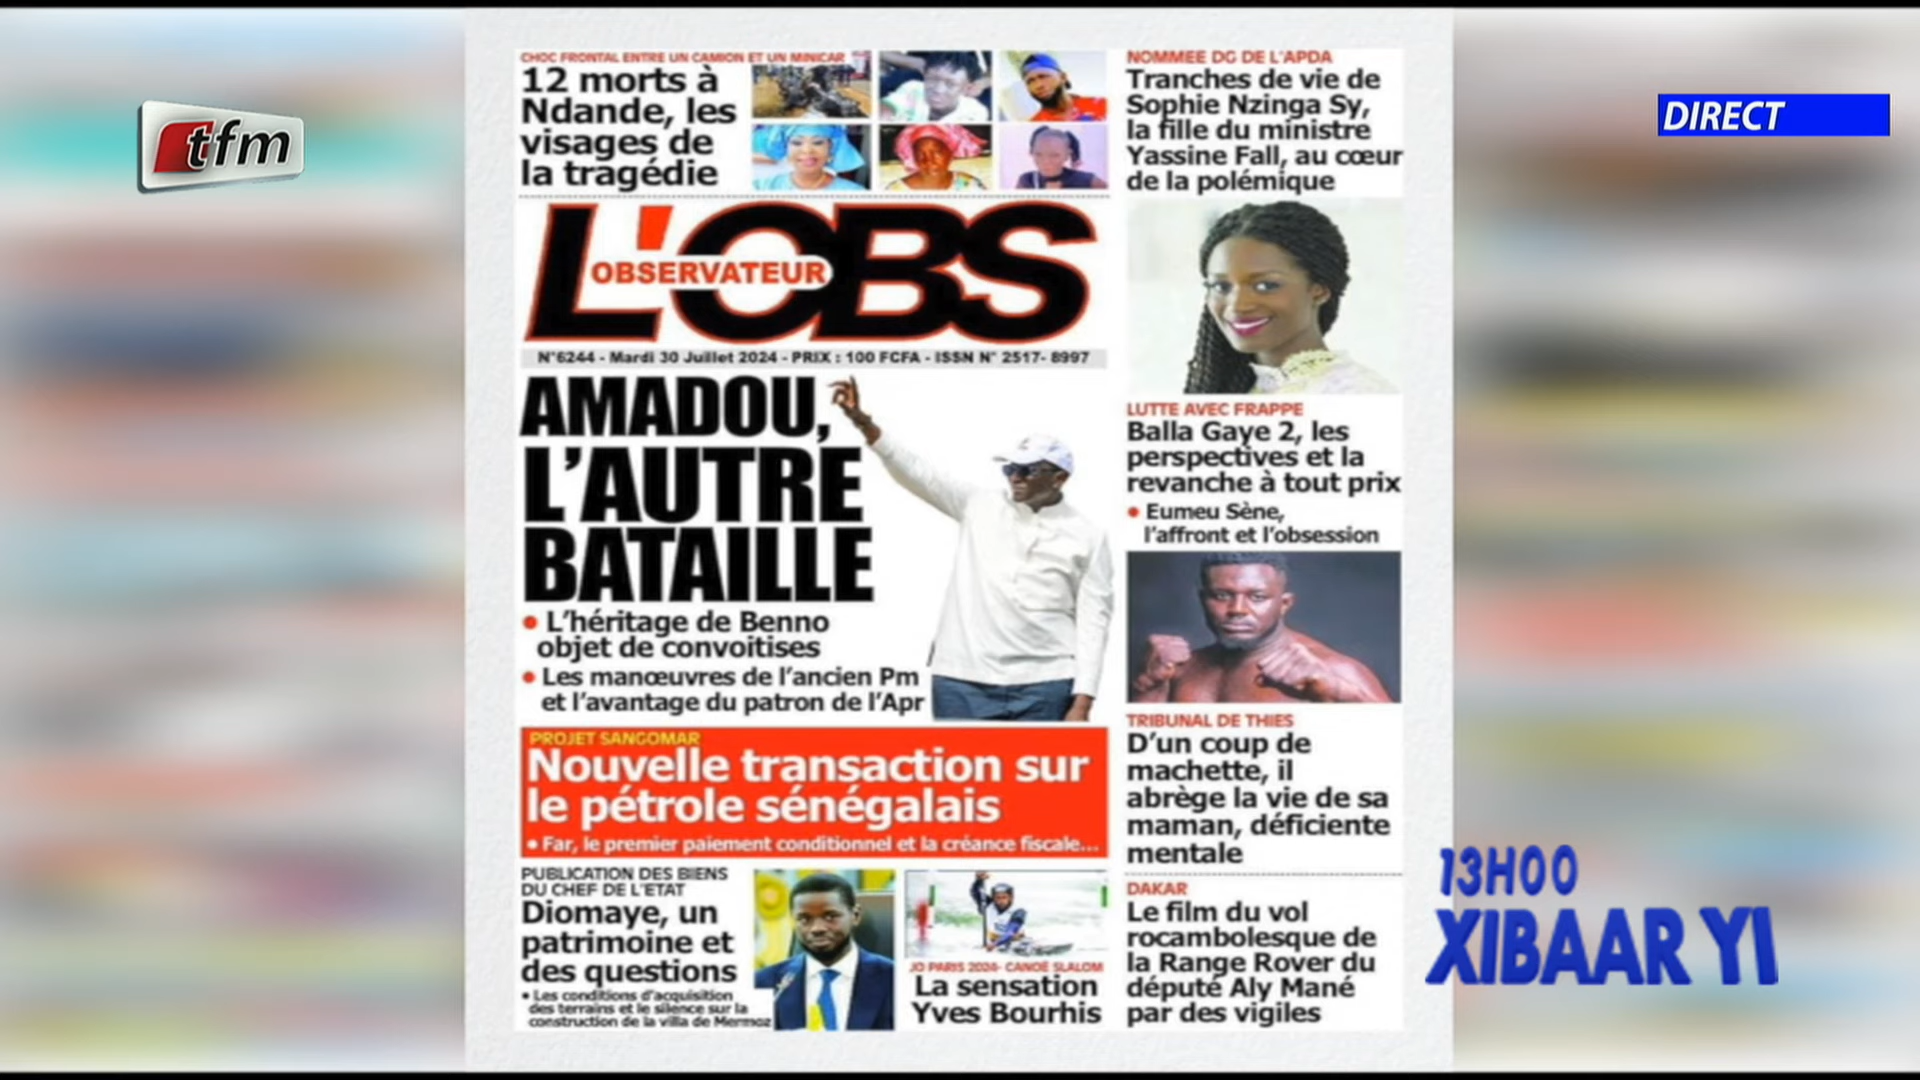 tfm
DIRECT
CHOC FRONTAL ENTRE UN CAMION ET UN MINICAR
12 morts à
Ndande, les
visages de
la tragédie
NOMMEE DG DE L'APDA
Tranches de vie de
Sophie Nzinga Sy,
la fille du ministre
Yassine Fall, au cœur
de la polémique
L'OBS
OBSERVATEUR
N°6244 - Mardi 30 Juillet 2024 - PRIX : 100 FCFA - ISSN N° 2517- 8997
AMADOU,
L'AUTRE
BATAILLE
• L'héritage de Benno
objet de convoitises
• Les manœuvres de l'ancien Pm
et l'avantage du patron de l'Apr
LUTTE AVEC FRAPPE
Balla Gaye 2, les
perspectives et la
revanche à tout prix
• Eumeu Sène,
l'affront et l'obsession
PROJET SANGOMAR
Nouvelle transaction sur
le pétrole sénégalais
• Far, le premier paiement conditionnel et la créance fiscale...
TRIBUNAL DE THIES
D'un coup de
machette, il
abrège la vie de sa
maman, déficiente
mentale
PUBLICATION DES BIENS
DU CHEF DE L'ETAT
Diomaye, un
patrimoine et
des questions
• Les conditions d'acquisition
des terrains et le silence sur la
construction de la villa de Mermoz
JO PARIS 2024- CANOË SLALOM
La sensation
Yves Bourhis
DAKAR
Le film du vol
rocambolesque de
la Range Rover du
député Aly Mané
par des vigiles
13H00
XIBAAR YI